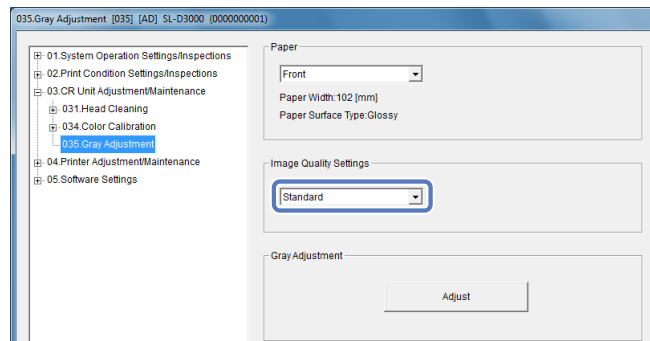 035.Gray Adjustment [035] [AD] SL-D3000 (0000000001)
01.System Operation Settings/Inspections
02.Print Condition Settings/Inspections
03.CR Unit Adjustment/Maintenance
031.Head Cleaning
034.Color Calibration
035.Gray Adjustment
04.Printer Adjustment/Maintenance
05.Software Settings
Paper
Front
Paper Width:102 [mm]
Paper Surface Type:Glossy
Image Quality Settings
Standard
Gray Adjustment
Adjust